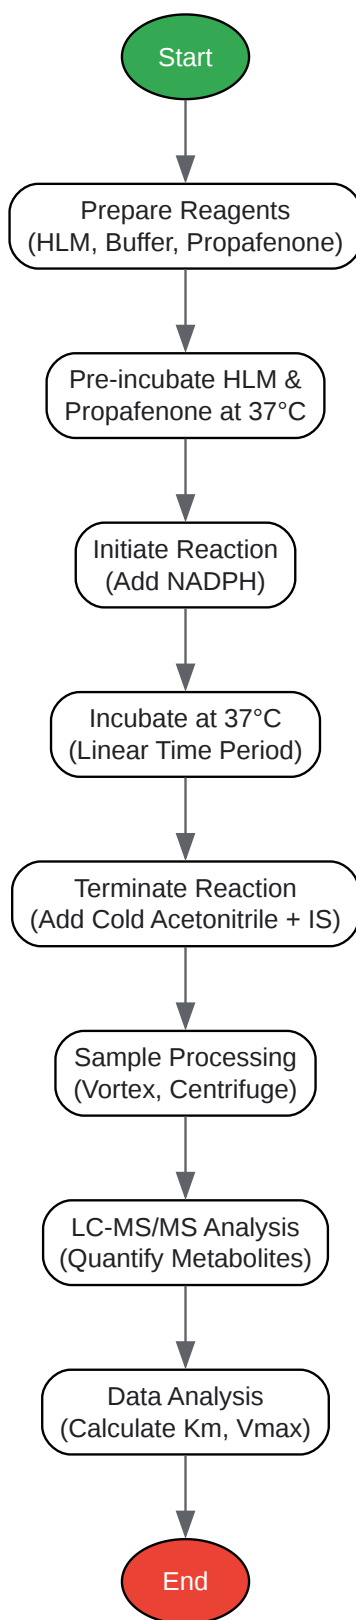 Start
Prepare Reagents
(HLM, Buffer, Propafenone)
Pre-incubate HLM &
Propafenone at 37°C
Initiate Reaction
(Add NADPH)
Incubate at 37°C
(Linear Time Period)
Terminate Reaction
(Add Cold Acetonitrile + IS)
Sample Processing
(Vortex, Centrifuge)
LC-MS/MS Analysis
(Quantify Metabolites)
Data Analysis
(Calculate Km, Vmax)
End